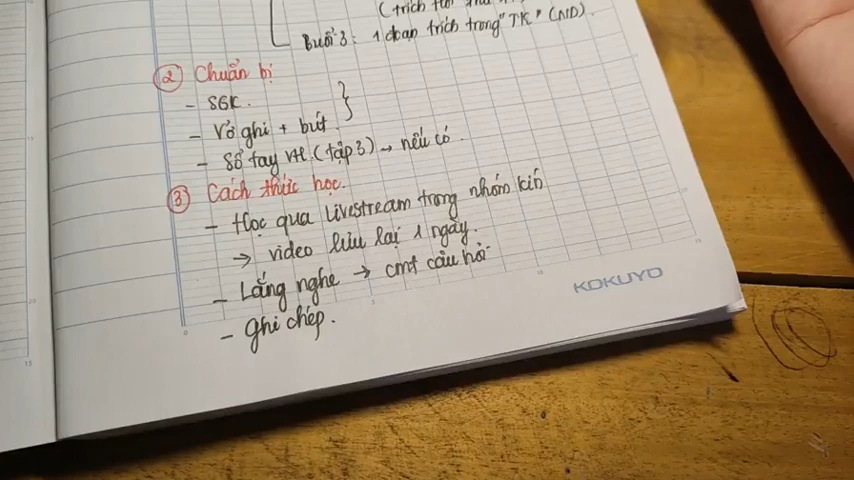 (trích
Buổi 3: 1 đoạn trích trong "TK" (ND).
② Chuẩn bị
- SGK.
- Vở ghi + bút.
- Sổ tay VH (tập 3) → nếu có.
③ Cách thức học.
- Học qua Livestream trong nhóm kín
→ video lưu lại 1 ngày.
- Lắng nghe → cmt câu hỏi
- Ghi chép.
KOKUYO